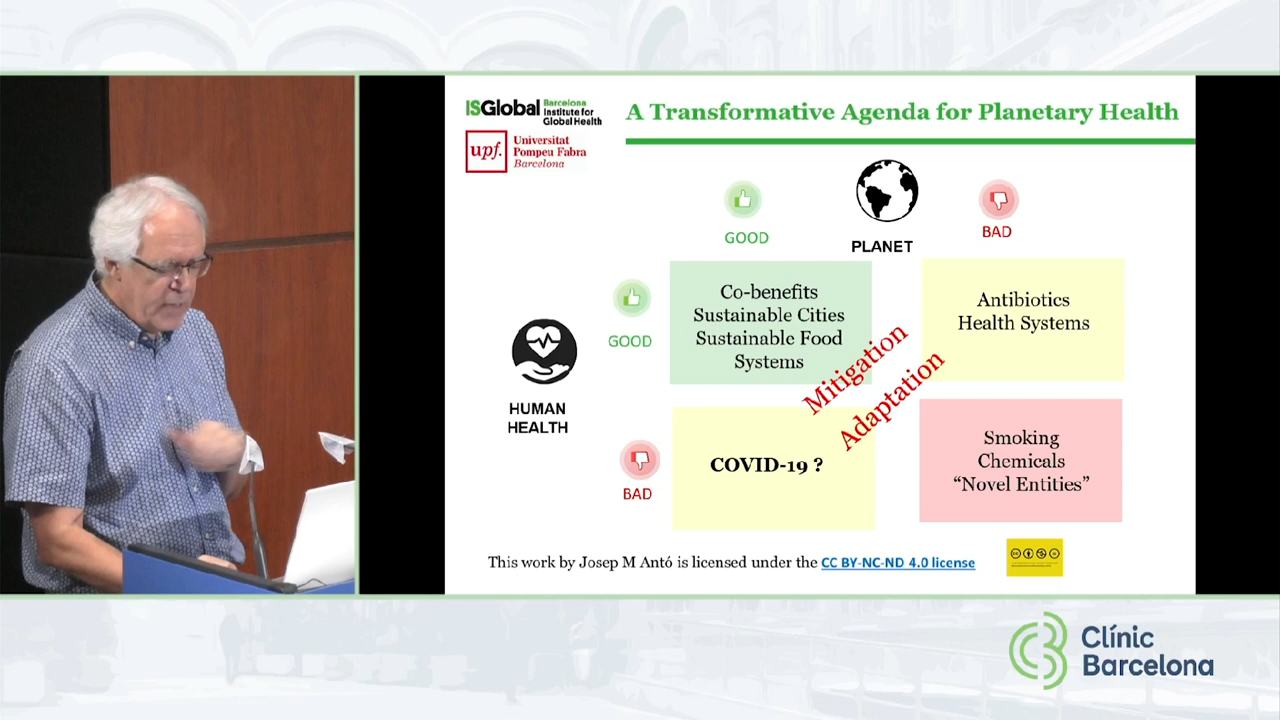 ISGlobal Barcelona
Institute for
Global Health
A Transformative Agenda for Planetary Health
upf. Universitat
Pompeu Fabra
Barcelona
GOOD
PLANET
BAD
GOOD
HUMAN
HEALTH
BAD
Co-benefits
Sustainable Cities
Sustainable Food
Systems
Antibiotics
Health Systems
Mitigation
Adaptation
COVID-19 ?
Smoking
Chemicals
“Novel Entities”
This work by Josep M Antó is licensed under the CC BY-NC-ND 4.0 license
Clínic
Barcelona